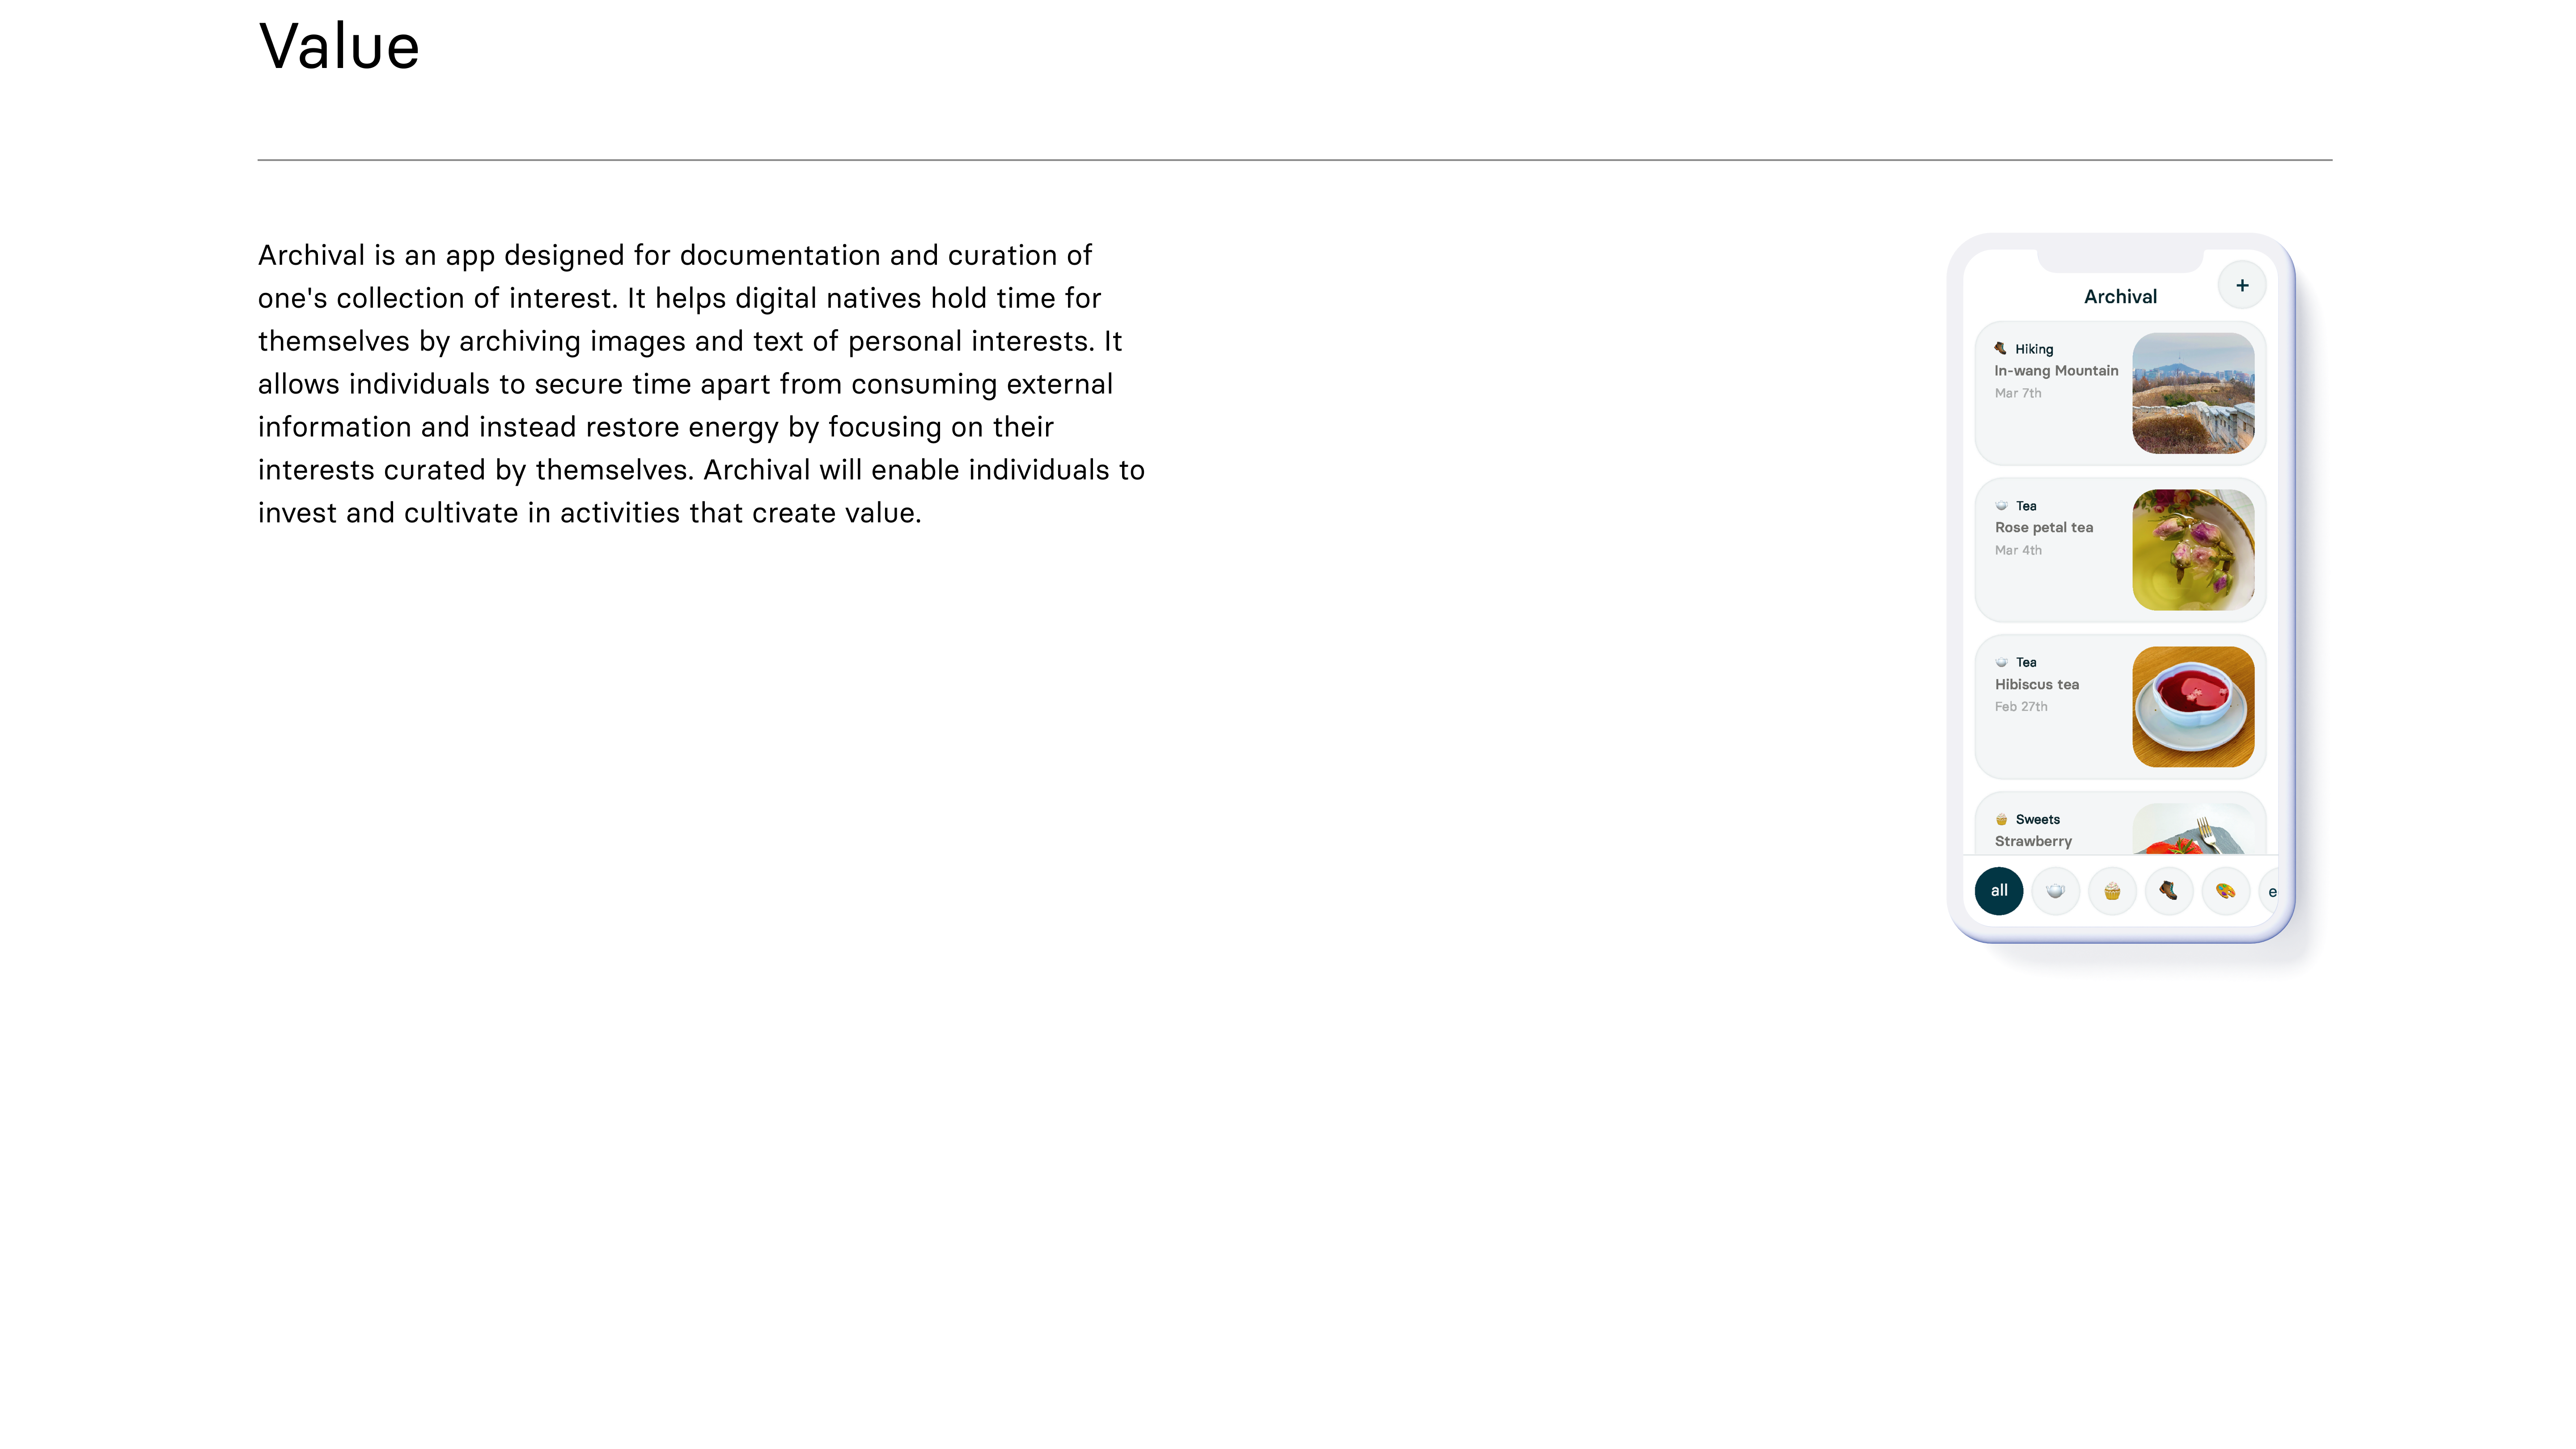 Value
Archival is an app designed for documentation and curation of
one's collection of interest. It helps digital natives hold time for
themselves by archiving images and text of personal interests. It
allows individuals to secure time apart from consuming external
information and instead restore energy by focusing on their
interests curated by themselves. Archival will enable individuals to
invest and cultivate in activities that create value.
Archival
+
Hiking
In-wang Mountain
Mar 7th
Tea
Rose petal tea
Mar 4th
Tea
Hibiscus tea
Feb 27th
Sweets
Strawberry
all
e